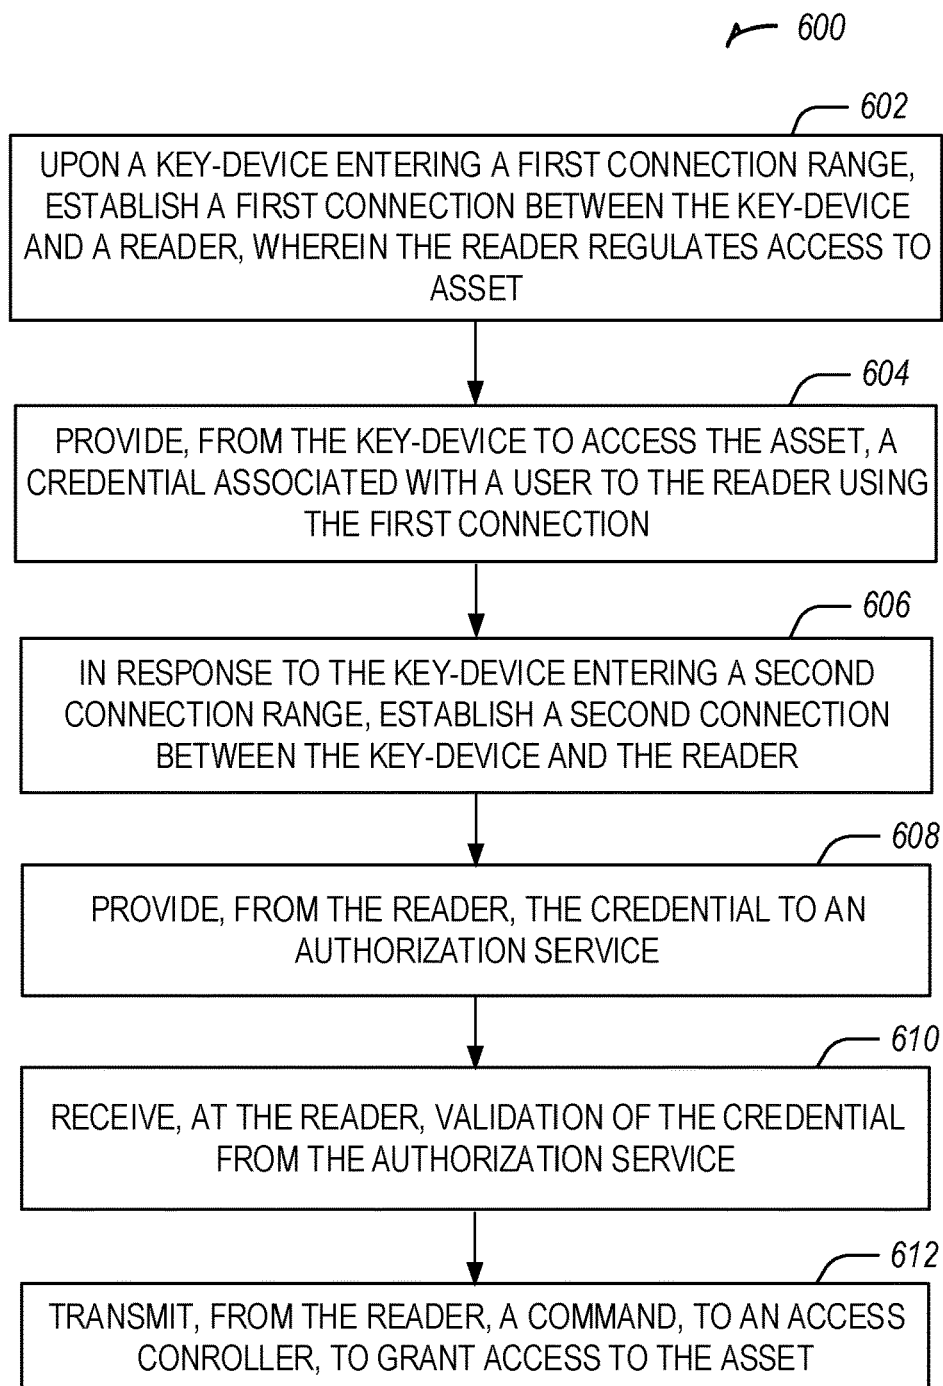 600
602
UPON A KEY-DEVICE ENTERING A FIRST CONNECTION RANGE,
ESTABLISH A FIRST CONNECTION BETWEEN THE KEY-DEVICE
AND A READER, WHEREIN THE READER REGULATES ACCESS TO
ASSET
604
PROVIDE, FROM THE KEY-DEVICE TO ACCESS THE ASSET, A
CREDENTIAL ASSOCIATED WITH A USER TO THE READER USING
THE FIRST CONNECTION
606
IN RESPONSE TO THE KEY-DEVICE ENTERING A SECOND
CONNECTION RANGE, ESTABLISH A SECOND CONNECTION
BETWEEN THE KEY-DEVICE AND THE READER
608
PROVIDE, FROM THE READER, THE CREDENTIAL TO AN
AUTHORIZATION SERVICE
610
RECEIVE, AT THE READER, VALIDATION OF THE CREDENTIAL
FROM THE AUTHORIZATION SERVICE
612
TRANSMIT, FROM THE READER, A COMMAND, TO AN ACCESS
CONROLLER, TO GRANT ACCESS TO THE ASSET